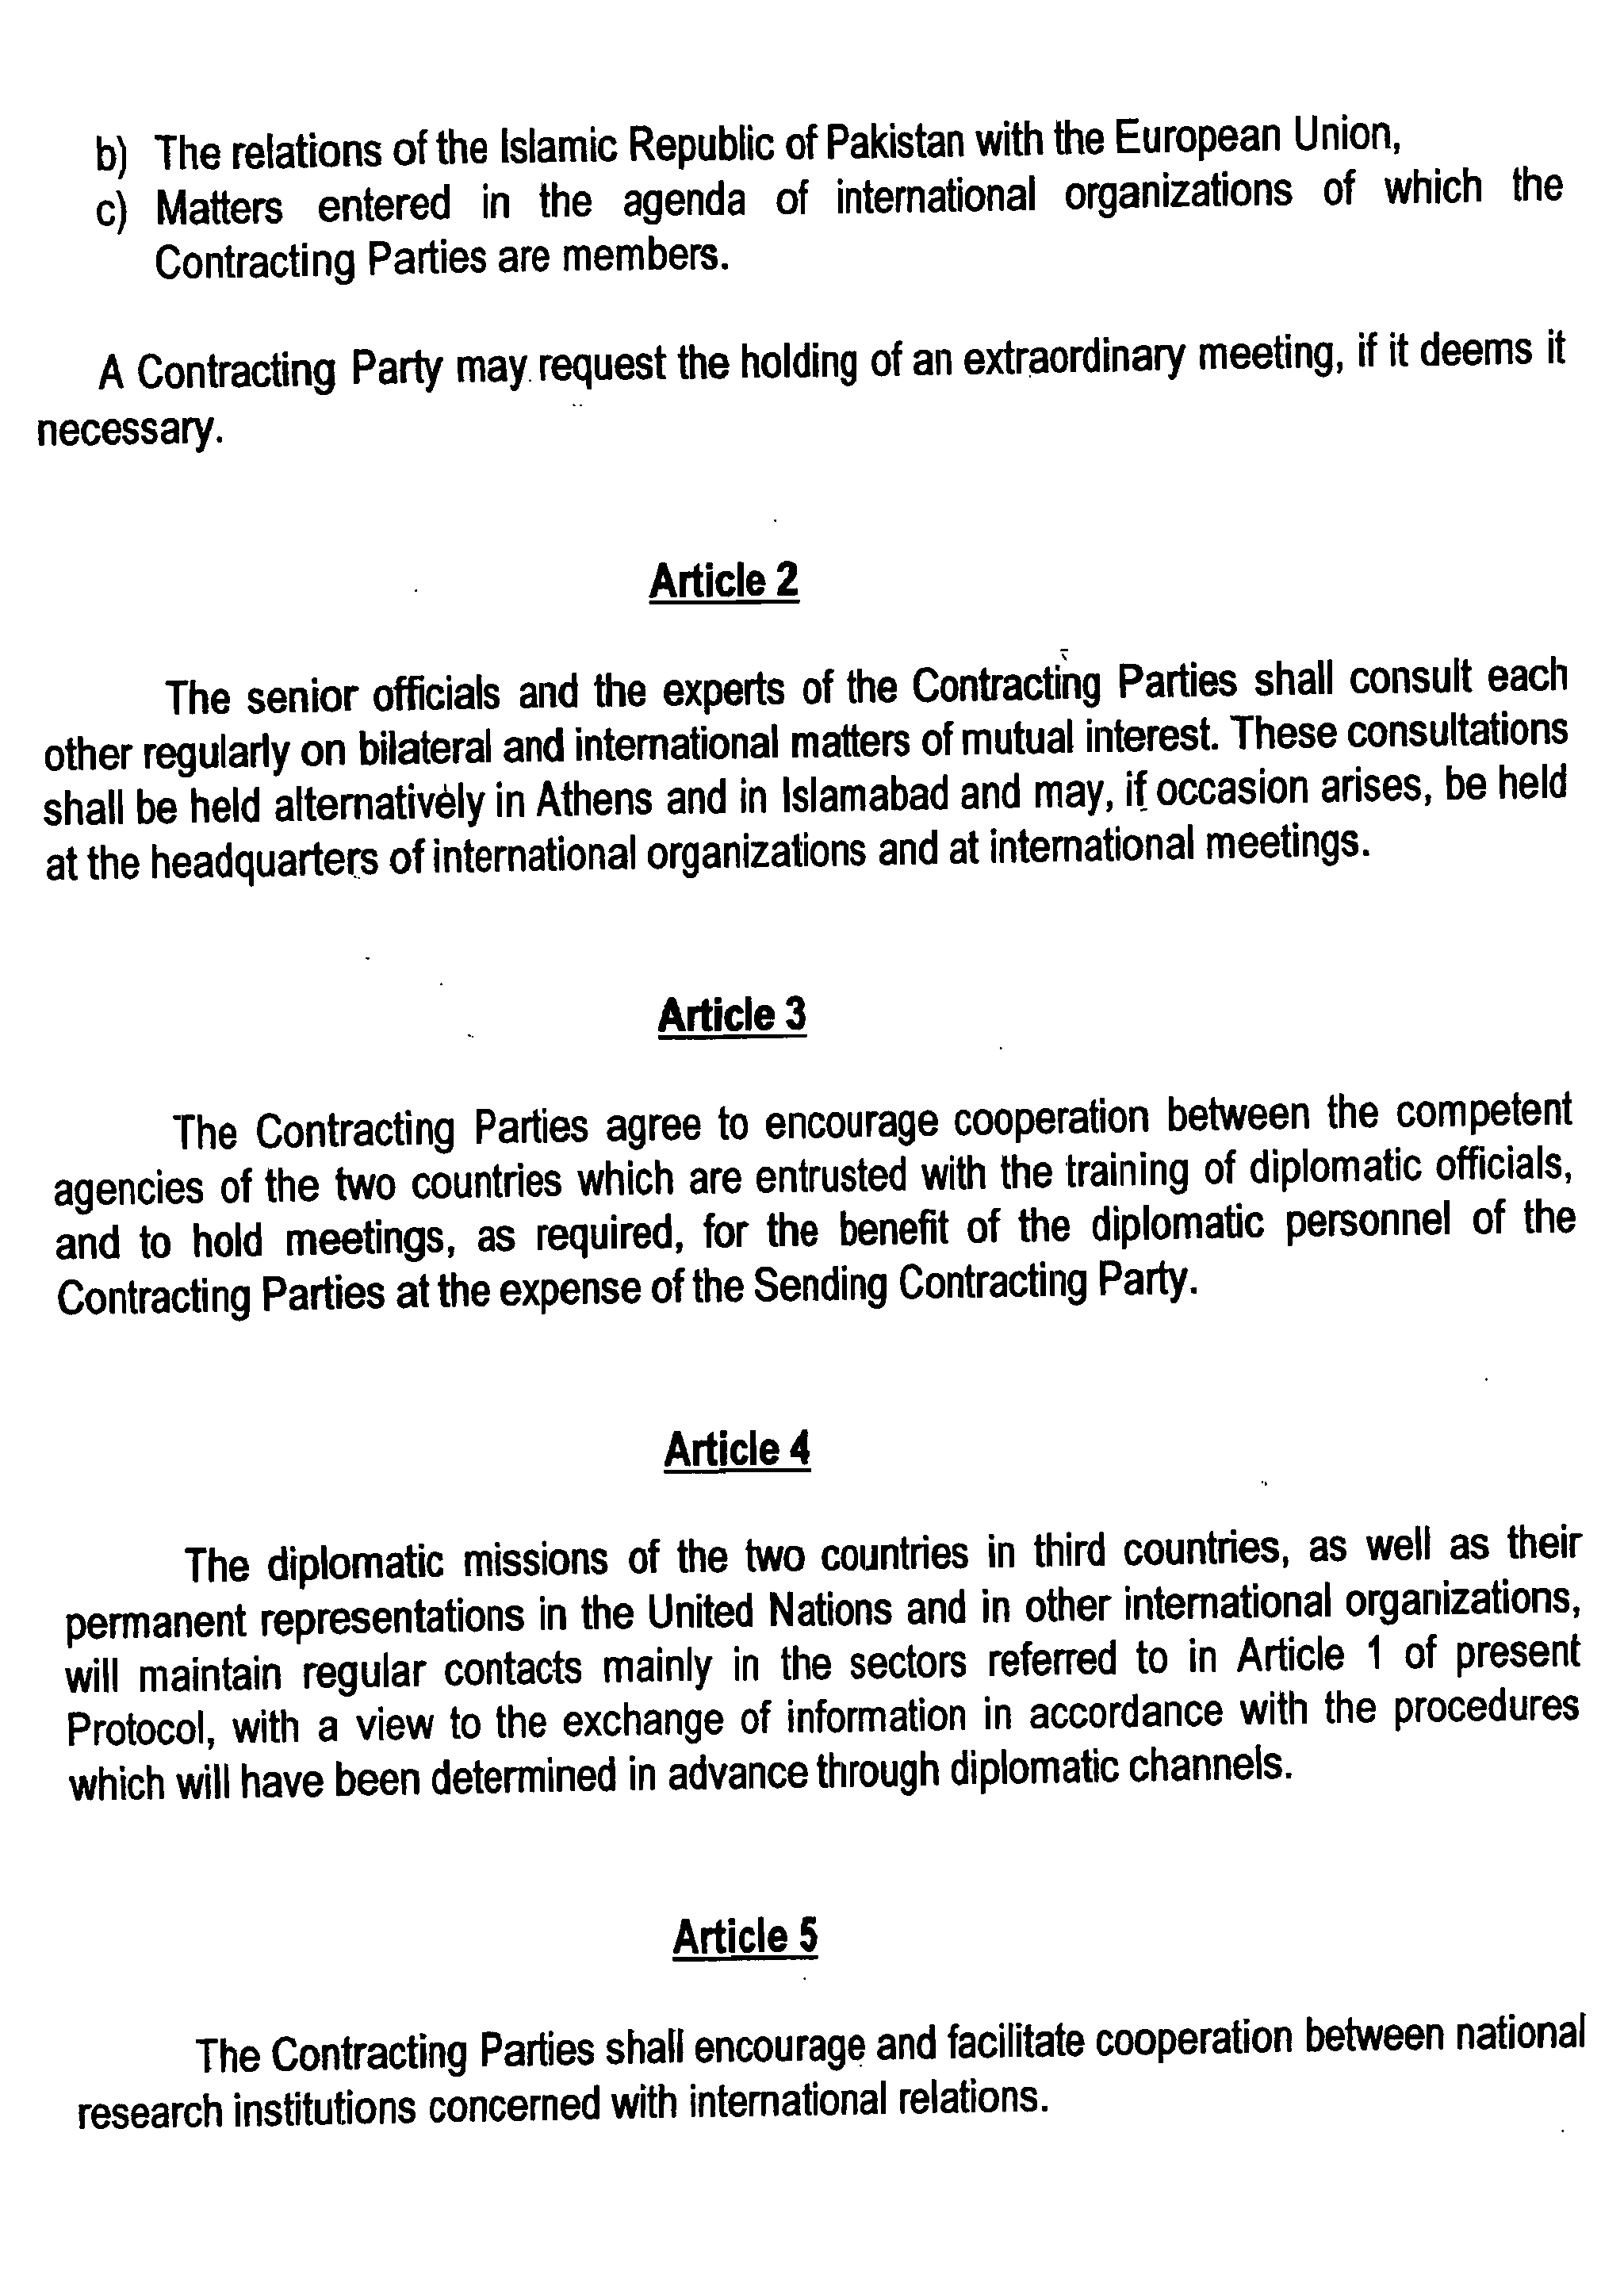 b) The relations of the Islamic Republic of Pakistan with the European Union,
c) Matters entered in the agenda of international organizations of which the
Contracting Parties are members.
A Contracting Party may request the holding of an extraordinary meeting, if it deems it
necessary.
Article 2
The senior officials and the experts of the Contracting Parties shall consult each
other regularly on bilateral and international matters of mutual interest. These consultations
shall be held alternatively in Athens and in Islamabad and may, if occasion arises, be held
at the headquarters of international organizations and at international meetings.
Article 3
The Contracting Parties agree to encourage cooperation between the competent
agencies of the two countries which are entrusted with the training of diplomatic officials,
and to hold meetings, as required, for the benefit of the diplomatic personnel of the
Contracting Parties at the expense of the Sending Contracting Party.
Article 4
The diplomatic missions of the two countries in third countries, as well as their
permanent representations in the United Nations and in other international organizations,
will maintain regular contacts mainly in the sectors referred to in Article 1 of present
Protocol, with a view to the exchange of information in accordance with the procedures
which will have been determined in advance through diplomatic channels.
Article 5
The Contracting Parties shall encourage and facilitate cooperation between national
research institutions concerned with international relations.